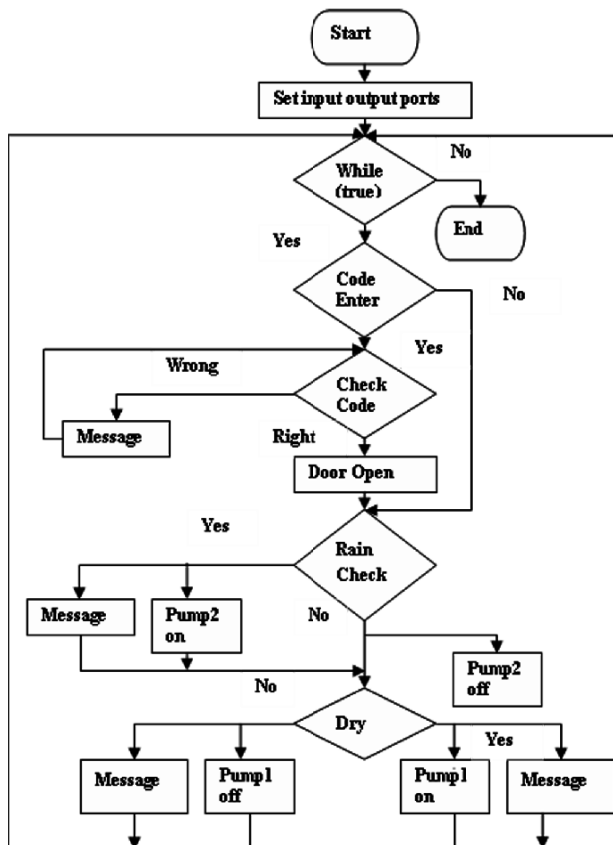 Start
Set input output ports
No
While
(true)
End
Yes
Code
Enter
No
Yes
Wrong
Check
Code
Message
Right
Door Open
Yes
Rain
Check
Message
Pump2
on
No
Pump2
off
No
Dry
Yes
Message
Pump1
off
Pump1
on
Message